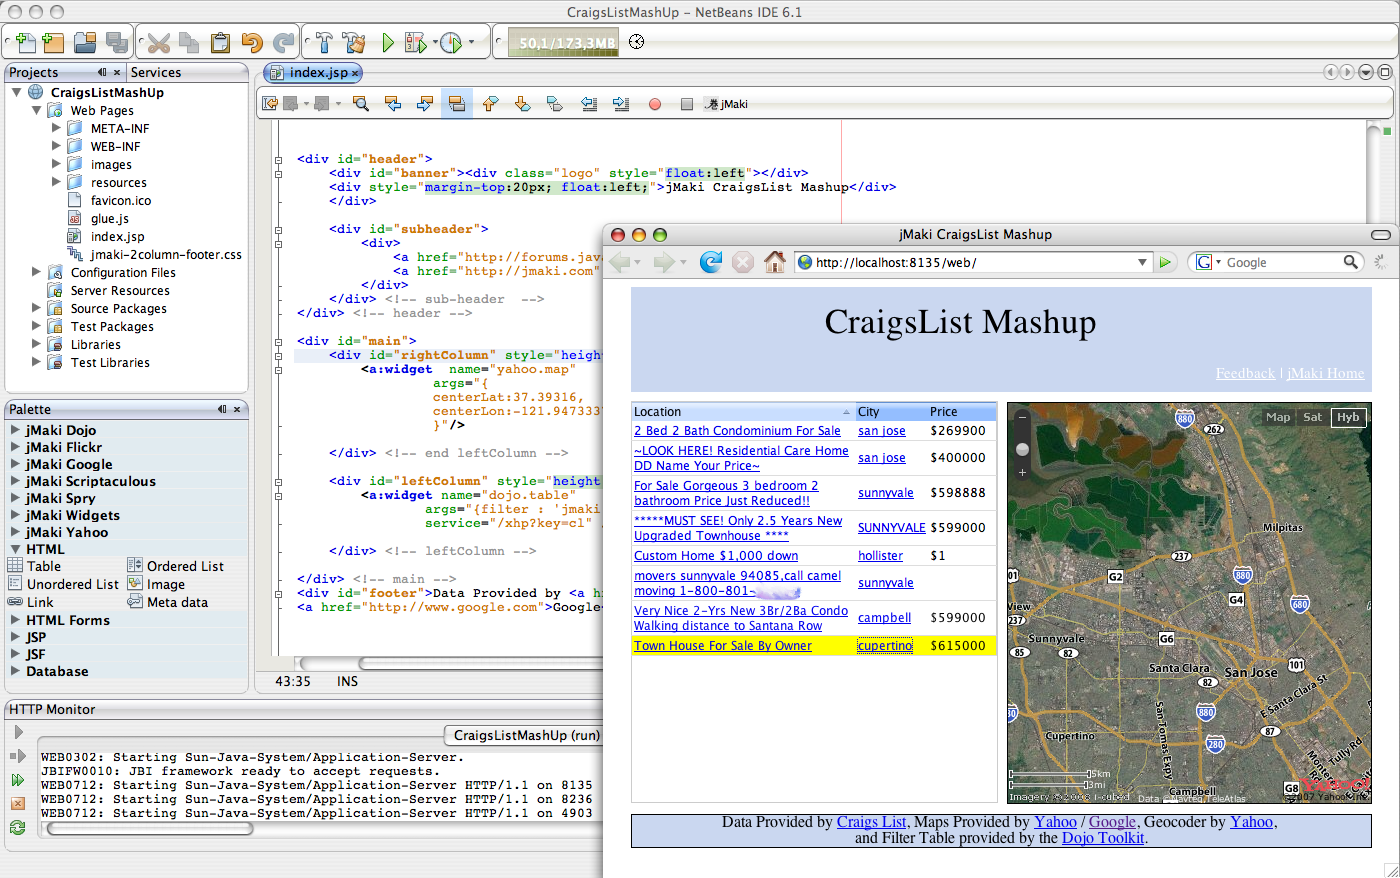 CraigsListMashUp – NetBeans IDE 6.1
50,1/173,3MB
Projects
Services
CraigsListMashUp
Web Pages
META-INF
WEB-INF
images
resources
favicon.ico
glue.js
index.jsp
jmaki-2column-footer.css
Configuration Files
Server Resources
Source Packages
Test Packages
Libraries
Test Libraries
Palette
jMaki Dojo
jMaki Flickr
jMaki Google
jMaki Scriptaculous
jMaki Spry
jMaki Widgets
jMaki Yahoo
HTML
Table
Ordered List
Unordered List
Image
Link
Meta data
HTML Forms
JSP
JSF
Database
index.jsp
jMaki
<div id="header">
<div id="banner"><div class="logo" style="float:left"></div>
<div style="margin-top:20px; float:left;">jMaki CraigsList Mashup</div>
</div>
<div id="subheader">
<div>
<a href="http://forums.jav
<a href="http://jmaki.com"
</div>
</div> <!-- sub-header  -->
</div> <!-- header -->
<div id="main">
<div id="rightColumn" style="height
<a:widget  name="yahoo.map"
args="{
centerLat:37.39316,
centerLon:-121.947333
}"/>
</div> <!-- end leftColumn -->
<div id="leftColumn" style="height
<a:widget name="dojo.table"
args="{filter : 'jmaki
service="/xhp?key=cl"
</div> <!-- leftColumn -->
</div> <!-- main -->
<div id="footer">Data Provided by <a h
<a href="http://www.google.com">Google<
43:35
INS
HTTP Monitor
CraigsListMashUp (run)
WEB0302: Starting Sun-Java-System/Application-Server.
JBIFW0010: JBI framework ready to accept requests.
WEB0712: Starting Sun-Java-System/Application-Server HTTP/1.1 on 8135
WEB0712: Starting Sun-Java-System/Application-Server HTTP/1.1 on 8236
WEB0712: Starting Sun-Java-System/Application-Server HTTP/1.1 on 4903
jMaki CraigsList Mashup
http://localhost:8135/web/
G
Google
CraigsList Mashup
Feedback | jMaki Home
Location City Price
2 Bed 2 Bath Condominium For Sale san jose $269900
~LOOK HERE! Residential Care Home
DD Name Your Price~ san jose $400000
For Sale Gorgeous 3 bedroom 2
bathroom Price Just Reduced!! sunnyvale $598888
*****MUST SEE! Only 2.5 Years New
Upgraded Townhouse **** SUNNYVALE $599000
Custom Home $1,000 down hollister $1
movers sunnyvale 94085,call camel
moving 1-800-801- sunnyvale
Very Nice 2-Yrs New 3Br/2Ba Condo
Walking distance to Santana Row campbell $599000
Town House For Sale By Owner cupertino $615000
Map
Sat
Hyb
880
262
Milpitas
237
G2
880
01
View
237
G4
680
Sunnyvale
G6
85
82
Santa Clara
101
San Jose
82
E Santa Clara St
880
San Tomas Expy
87
Cupertino
280
Tully Rd
5km
3mi
G8
Campbell
Yahoo!
Imagery © 2006 i-cubed
Data © Navteq,TeleAtlas
©2007 Yahoo! Inc.
Data Provided by Craigs List, Maps Provided by Yahoo / Google, Geocoder by Yahoo,
and Filter Table provided by the Dojo Toolkit.